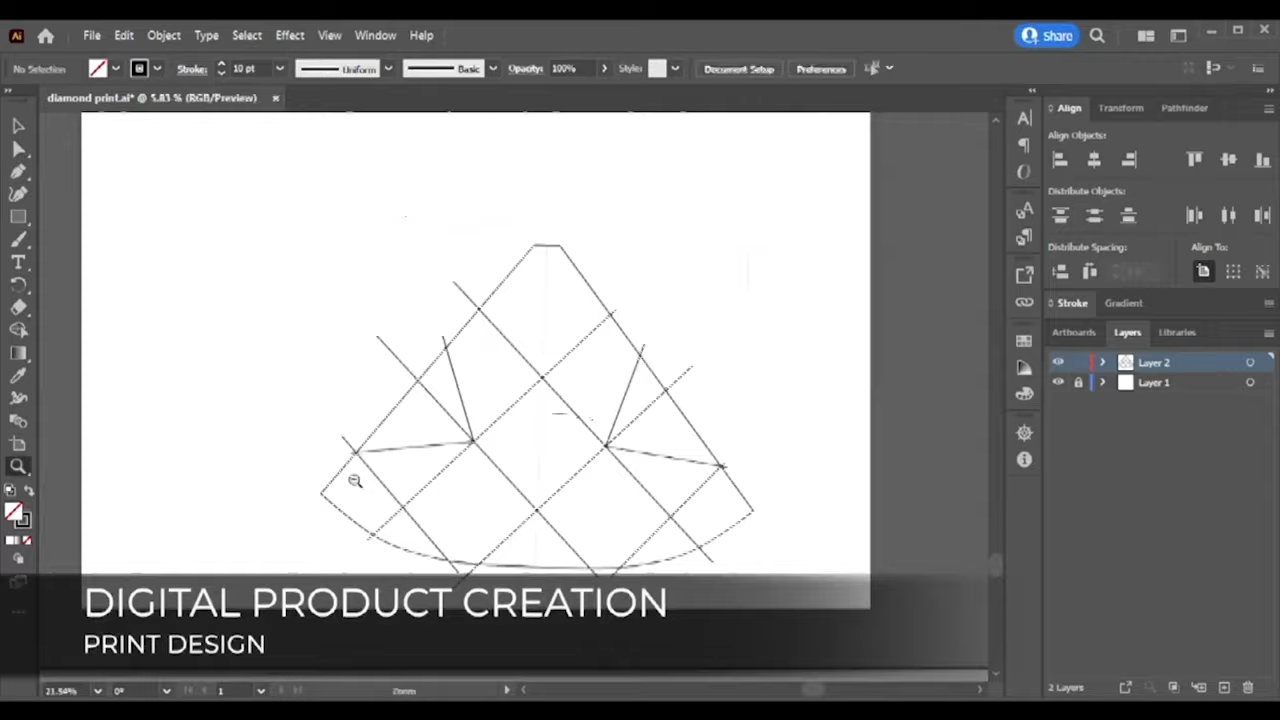 Ai File Edit Object Type Select Effect View Window Help Share
No Selection Stroke: 10 pt Uniform Basic Opacity: 100% Style: Document Setup Preferences
diamond print.ai* @ 5.83 % (RGB/Preview) ×
Align Transform Pathfinder
Align Objects:
Distribute Objects:
Distribute Spacing: Align To:
Stroke Gradient
Artboards Layers Libraries
Layer 2
Layer 1
DIGITAL PRODUCT CREATION
PRINT DESIGN
21.54% 0° 1 Zoom 2 Layers